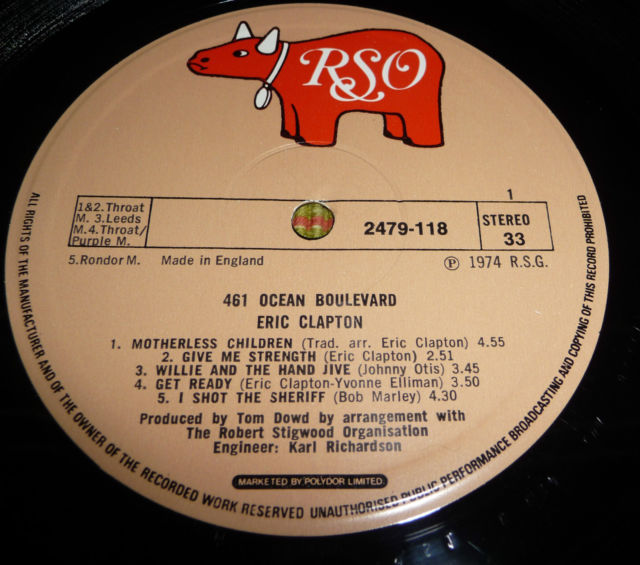 RSO
1
1&2. Throat
M. 3. Leeds
M. 4. Throat/
Purple M.
2479-118
STEREO
33
5. Rondor M. Made in England
Ⓟ 1974 R.S.G.
461 OCEAN BOULEVARD
ERIC CLAPTON
1. MOTHERLESS CHILDREN (Trad. arr. Eric Clapton) 4.55
2. GIVE ME STRENGTH (Eric Clapton) 2.51
3. WILLIE AND THE HAND JIVE (Johnny Otis) 3.45
4. GET READY (Eric Clapton-Yvonne Elliman) 3.50
5. I SHOT THE SHERIFF (Bob Marley) 4.30
Produced by Tom Dowd by arrangement with
The Robert Stigwood Organisation
Engineer: Karl Richardson
MARKETED BY POLYDOR LIMITED
ALL RIGHTS OF THE MANUFACTURER AND OF THE OWNER OF THE RECORDED WORK RESERVED UNAUTHORISED PUBLIC PERFORMANCE BROADCASTING AND COPYING OF THIS RECORD PROHIBITED